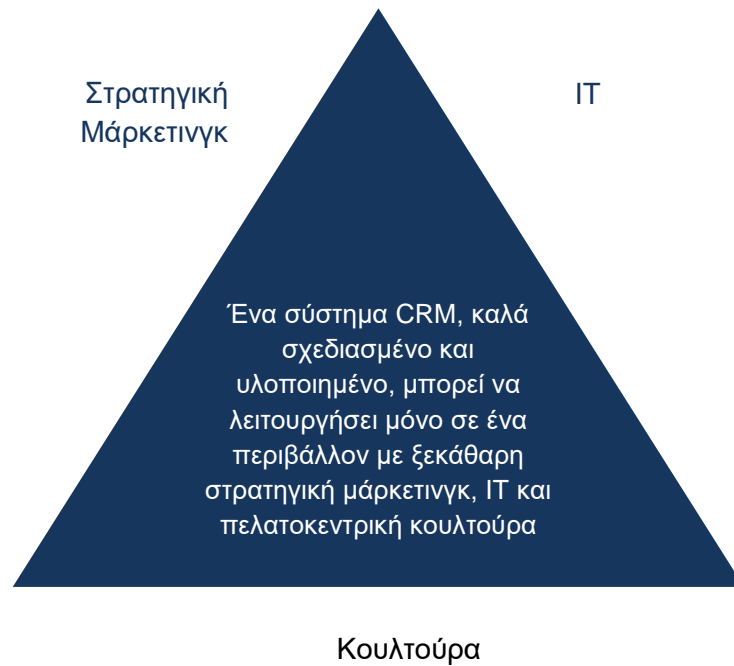 Στρατηγική
Μάρκετινγκ
IT
Ένα σύστημα CRM, καλά
σχεδιασμένο και
υλοποιημένο, μπορεί να
λειτουργήσει μόνο σε ένα
περιβάλλον με ξεκάθαρη
στρατηγική μάρκετινγκ, IT και
πελατοκεντρική κουλτούρα
Κουλτούρα